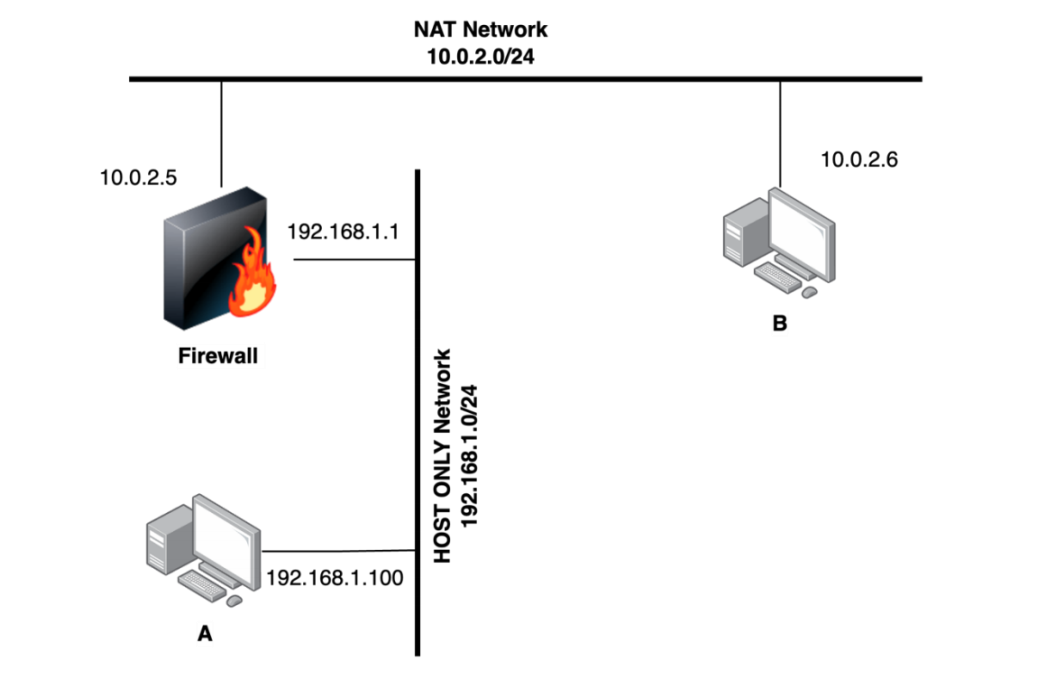 NAT Network
10.0.2.0/24
10.0.2.5
10.0.2.6
192.168.1.1
B
Firewall
HOST ONLY Network
192.168.1.0/24
192.168.1.100
A